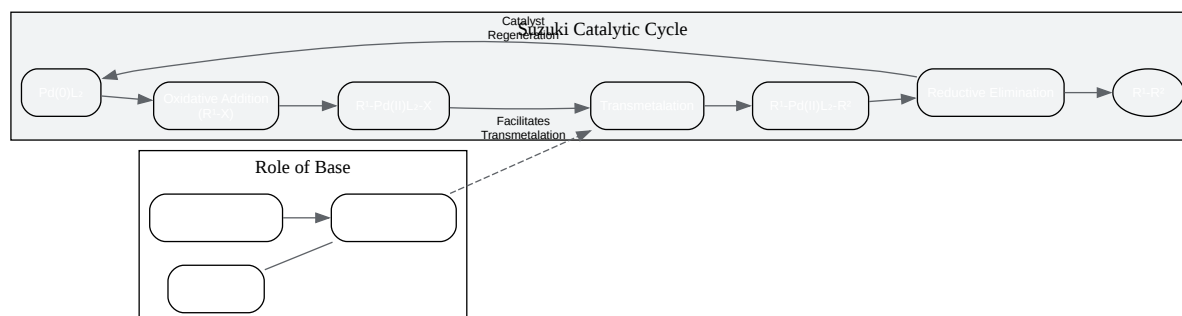 Suzuki Catalytic Cycle
Catalyst
Regeneration
Pd(0)L₂
Oxidative Addition
(R¹-X)
R¹-Pd(II)L₂-X
Transmetalation
R¹-Pd(II)L₂-R²
Reductive Elimination
R¹-R²
Facilitates
Transmetalation
Role of Base